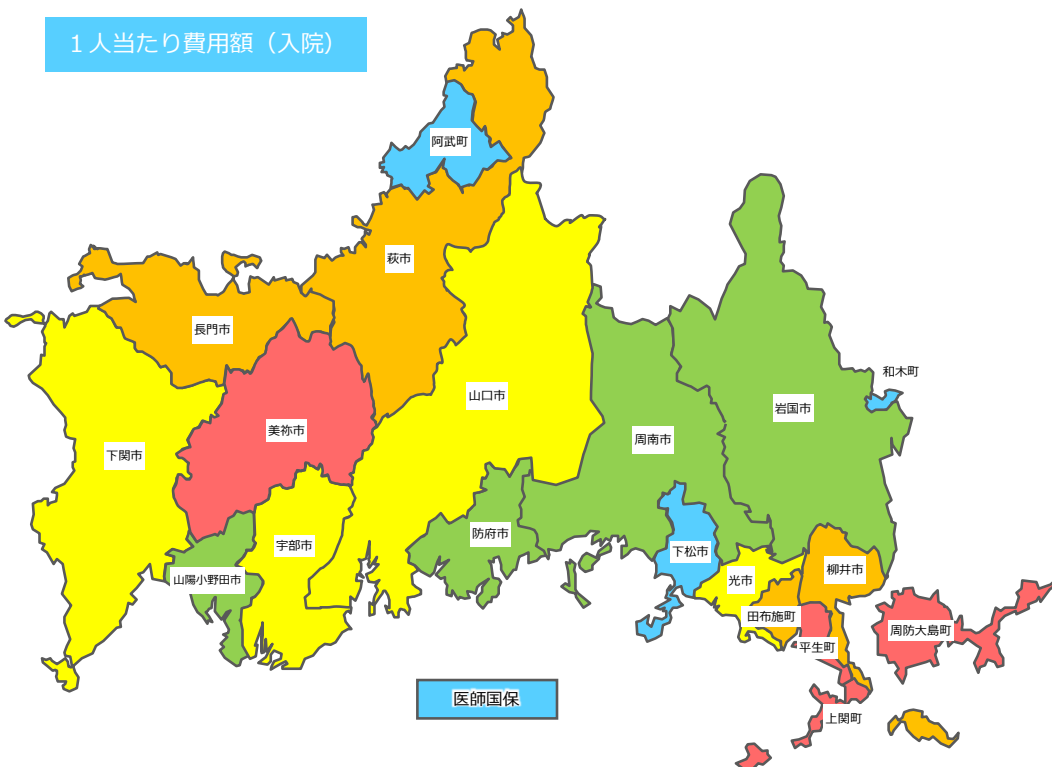 1人当たり費用額（入院）
阿武町
萩市
長門市
和木町
山口市
岩国市
美祢市
周南市
下関市
防府市
宇部市
下松市
柳井市
山陽小野田市
光市
田布施町
周防大島町
平生町
医師国保
上関町